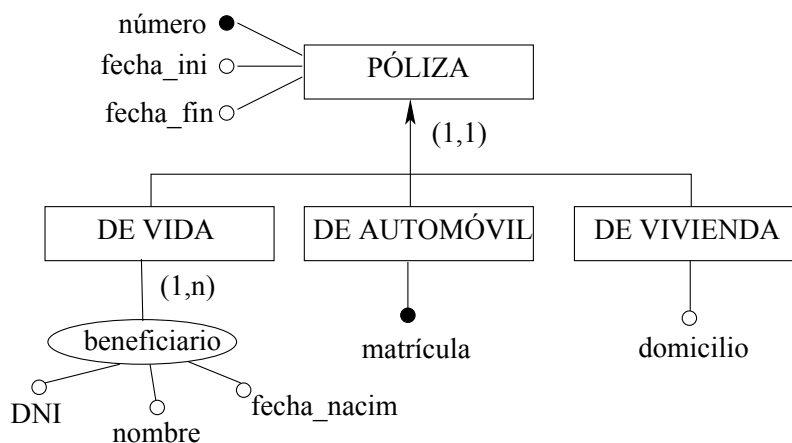 número
fecha_ini
fecha_fin
PÓLIZA
(1,1)
DE VIDA
DE AUTOMÓVIL
DE VIVIENDA
(1,n)
beneficiario
matrícula
domicilio
DNI
nombre
fecha_nacim